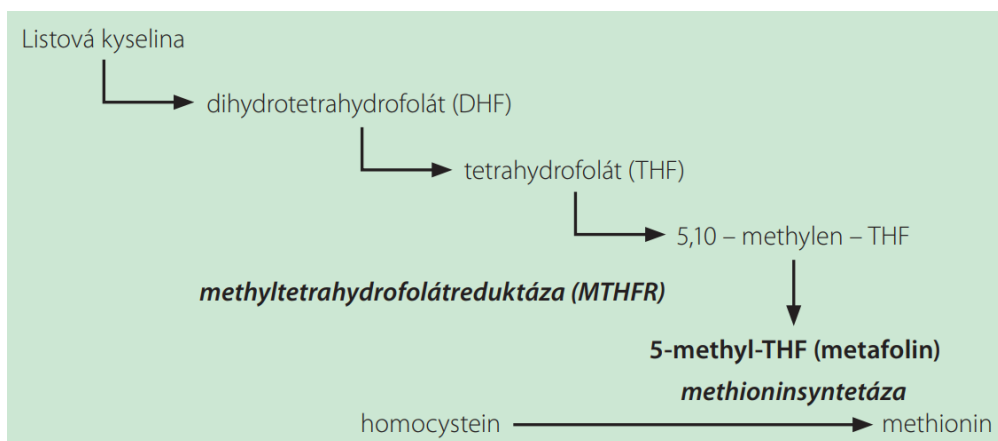 Listová kyselina
dihydrotetrahydrofolát (DHF)
tetrahydrofolát (THF)
5,10 – methylen – THF
methyltetrahydrofolátreduktáza (MTHFR)
5-methyl-THF (metafolin)
methioninsyntetáza
homocystein methionin